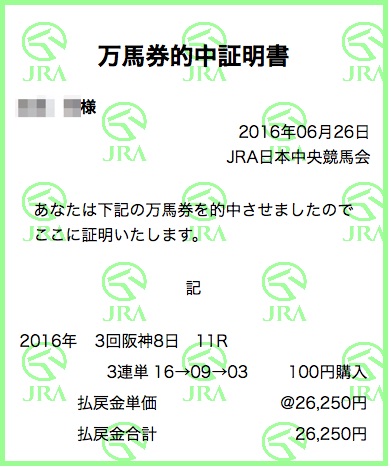 万馬券的中証明書
様
2016年06月26日
JRA日本中央競馬会
あなたは下記の万馬券を的中させましたので
ここに証明いたします。
記
2016年 3回阪神8日 11R
3連単 16→09→03 100円購入
払戻金単価 @26,250円
払戻金合計 26,250円